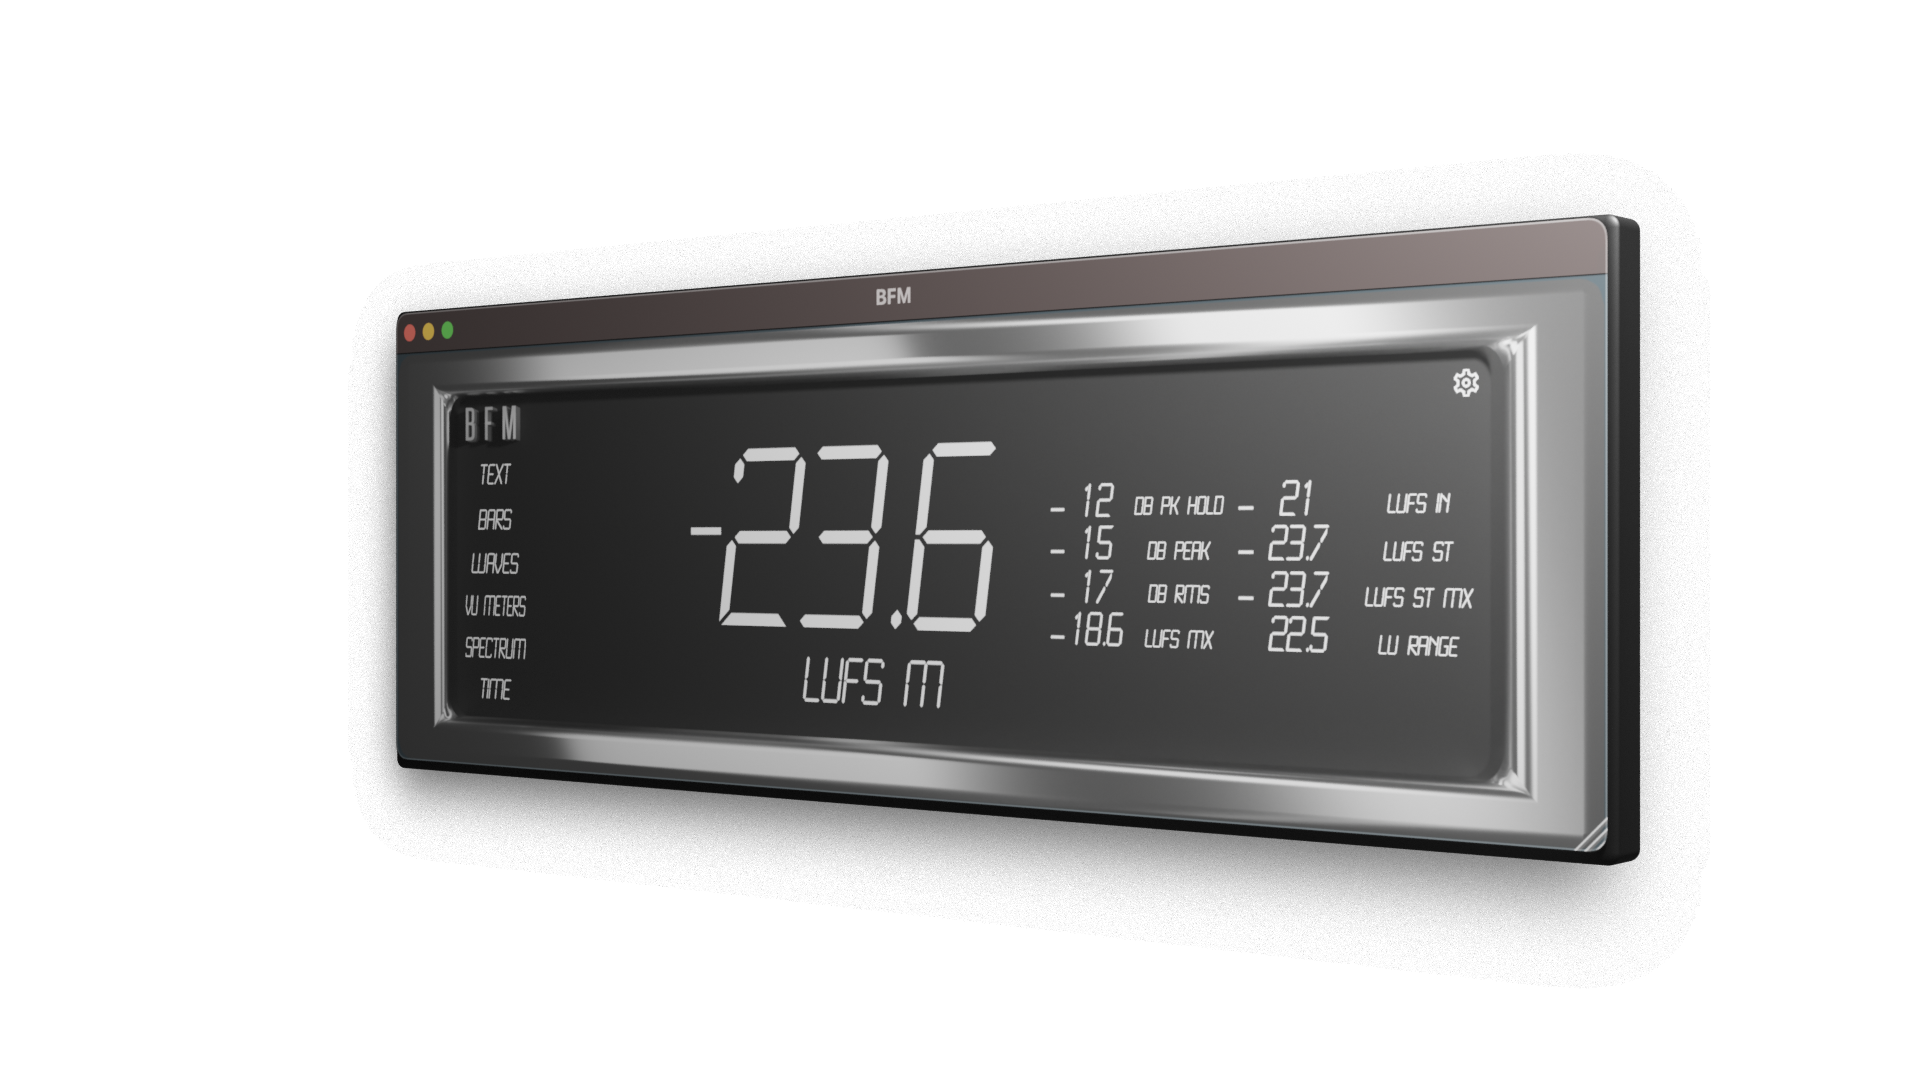 BFM
BFM
TEXT
BARS
WAVES
VU METERS
SPECTRUM
TIME
-23.6
LUFS M
- 12 DB PK HOLD - 21 LUFS IN
- 15 DB PEAK - 23.7 LUFS ST
- 17 DB RMS - 23.7 LUFS ST MX
-18.6 LUFS MX 22.5 LU RANGE